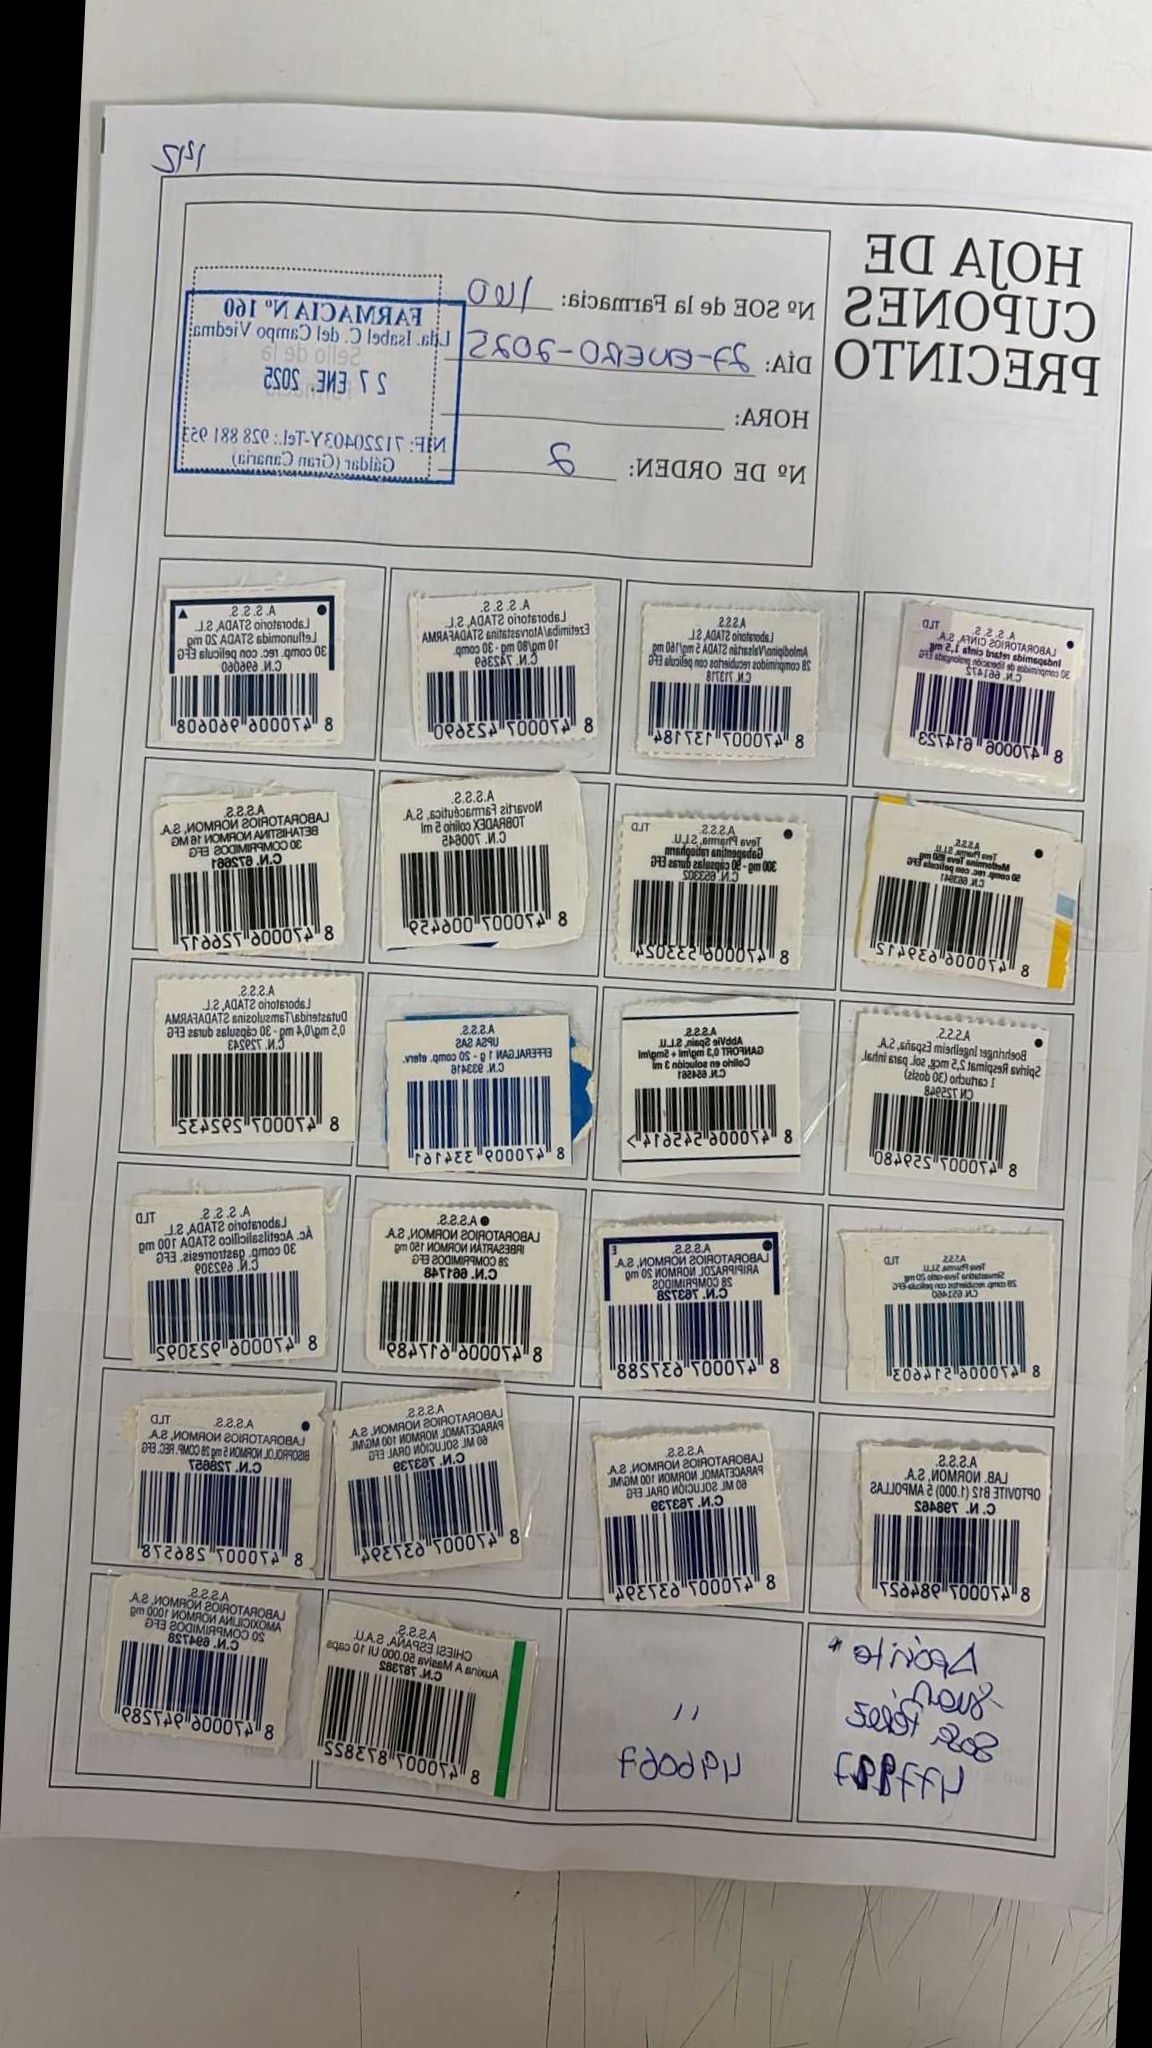 HOJA DE
CUPONES
PRECINTO
Nº SOE de la Farmacia: 160
DÍA: 27-ENERO-2025
HORA:
Nº DE ORDEN: 2
Sello de la
FARMACIA Nº 160
Lda. Isabel C. del Campo Viedma
27 ENE. 2025
NIF: 71220403Y-Tel.: 928 881 953
Gáldar (Gran Canaria)
A.S.S.S. TLD
LABORATORIOS CINFA, S.A.
Indapamida retard cinfa 1,5 mg
30 comprimidos de liberación prolongada EFG
C.N. 661472
8 470006 614723
A.S.S.S.
Laboratorio STADA, S.L.
Amlodipino/Valsartán STADA 5 mg/160 mg
28 comprimidos recubiertos con película EFG
C.N. 713718
8 470007 137184
A.S.S.S.
Laboratorio STADA, S.L.
Ezetimiba/Atorvastatina STADAFARMA
10 mg/80 mg - 30 comp.
C.N. 742369
8 470007 423690
A.S.S.S.
Laboratorio STADA, S.L.
Leflunomida STADA 20 mg
30 comp. rec. con película EFG
C.N. 696060
8 470006 960608
A.S.S.S.
Teva Pharma, S.L.U.
Metformina Teva 850 mg
50 comp. rec. con película EFG
C.N. 663941
8 470006 639412
A.S.S.S. TLD
Teva Pharma, S.L.U.
Gabapentina ratiopharm
300 mg - 90 cápsulas duras EFG
C.N. 653302
8 470006 533024
A.S.S.S.
Novartis Farmacéutica, S.A.
TOBRADEX colirio 5 ml
C.N. 700645
8 470007 006459
A.S.S.S.
LABORATORIOS NORMON, S.A.
BETAHISTINA NORMON 16 MG
30 COMPRIMIDOS EFG
C.N. 672661
8 470006 726617
A.S.S.S.
Boehringer Ingelheim España, S.A.
Spiriva Respimat 2,5 mcg, sol. para inhal.
1 cartucho (30 dosis)
CN 725948
8 470007 259480
A.S.S.S.
AbbVie Spain, S.L.U.
GANFORT 0,3 mg/ml + 5mg/ml
Colirio en solución 3 ml
C.N. 654561
8 470006 545614 >
A.S.S.S.
UPSA SAS
EFFERALGAN 1 g - 20 comp. eferv.
C.N. 933416
8 470009 334161
A.S.S.S.
Laboratorio STADA, S.L.
Dutasterida/Tamsulosina STADAFARMA
0,5 mg/0,4 mg - 30 cápsulas duras EFG
C.N. 729243
8 470007 292432
A.S.S.S. TLD
Teva Pharma, S.L.U.
Simvastatina Teva-ratio 20 mg
28 comp. recubiertos con película-EFG
C.N. 651460
8 470006 514603
A.S.S.S. E
LABORATORIOS NORMON, S.A.
ARIPIPRAZOL NORMON 20 mg
28 COMPRIMIDOS
C.N. 763728
8 470007 637288
A.S.S.S.
LABORATORIOS NORMON, S.A.
IRBESARTÁN NORMON 150 mg
28 COMPRIMIDOS EFG
C.N. 661748
8 470006 617489
A.S.S.S. TLD
Laboratorio STADA, S.L.
Ác. Acetilsalicílico STADA 100 mg
30 comp. gastrorresis. EFG
C.N. 692309
8 470006 923092
A.S.S.S.
LAB. NORMON, S.A.
OPTOVITE B12 (1.000) 5 AMPOLLAS
C.N. 798462
8 470007 984627
A.S.S.S.
LABORATORIOS NORMON, S.A.
PARACETAMOL NORMON 100 MG/ML
60 ML SOLUCIÓN ORAL EFG
C.N. 763739
8 470007 637394
A.S.S.S.
LABORATORIOS NORMON, S.A.
PARACETAMOL NORMON 100 MG/ML
60 ML SOLUCIÓN ORAL EFG
C.N. 763739
8 470007 637394
A.S.S.S. TLD
LABORATORIOS NORMON, S.A.
BISOPROLOL NORMON 5 mg 28 COMP. REC. EFG
C.N. 728657
8 470007 286578
"
496067
A.S.S.S.
CHIESI ESPAÑA, S.A.U.
Auxina A Masiva 50.000 UI 10 caps
C.N. 787382
8 470007 873822
A.S.S.S.
LABORATORIOS NORMON, S.A.
AMOXICILINA NORMON 1000 mg
20 COMPRIMIDOS EFG
C.N. 694728
8 470006 947289